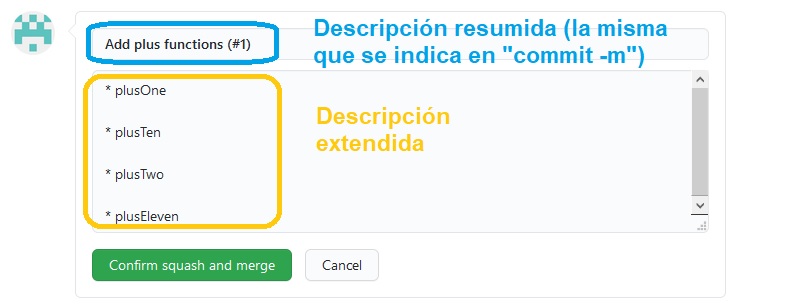 Add plus functions (#1)
Descripción resumida (la misma
que se indica en "commit -m")
* plusOne
* plusTen
* plusTwo
* plusEleven
Descripción
extendida
Confirm squash and merge
Cancel